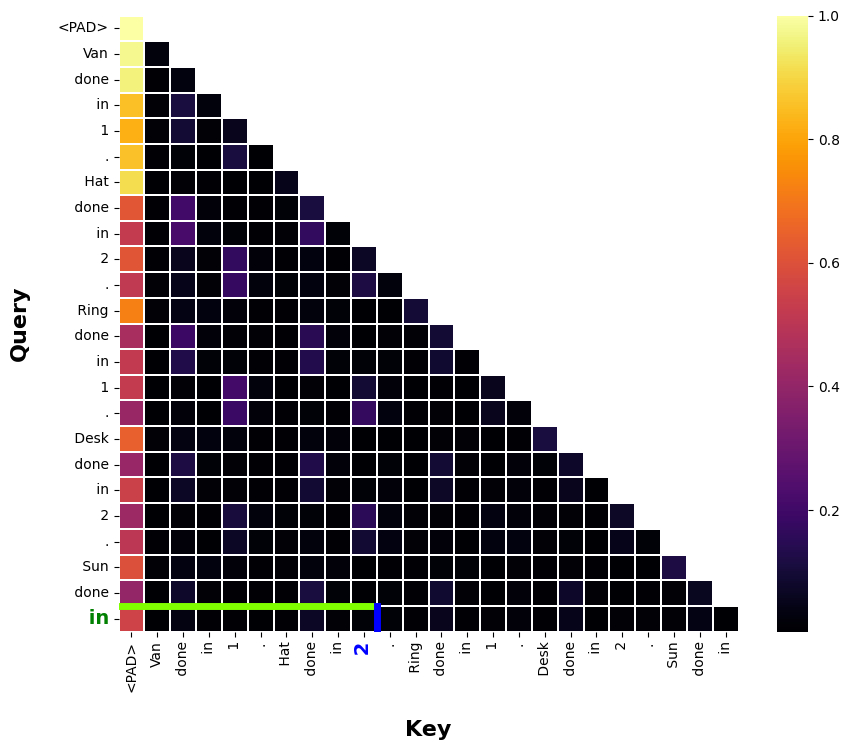 <PAD>
Van
done
in
1
.
Hat
done
in
2
.
Ring
done
in
1
.
Desk
done
in
2
.
Sun
done
in
Query
<PAD> Van done in 1 . Hat done in 2 . Ring done in 1 . Desk done in 2 . Sun done in
Key
1.0
0.8
0.6
0.4
0.2